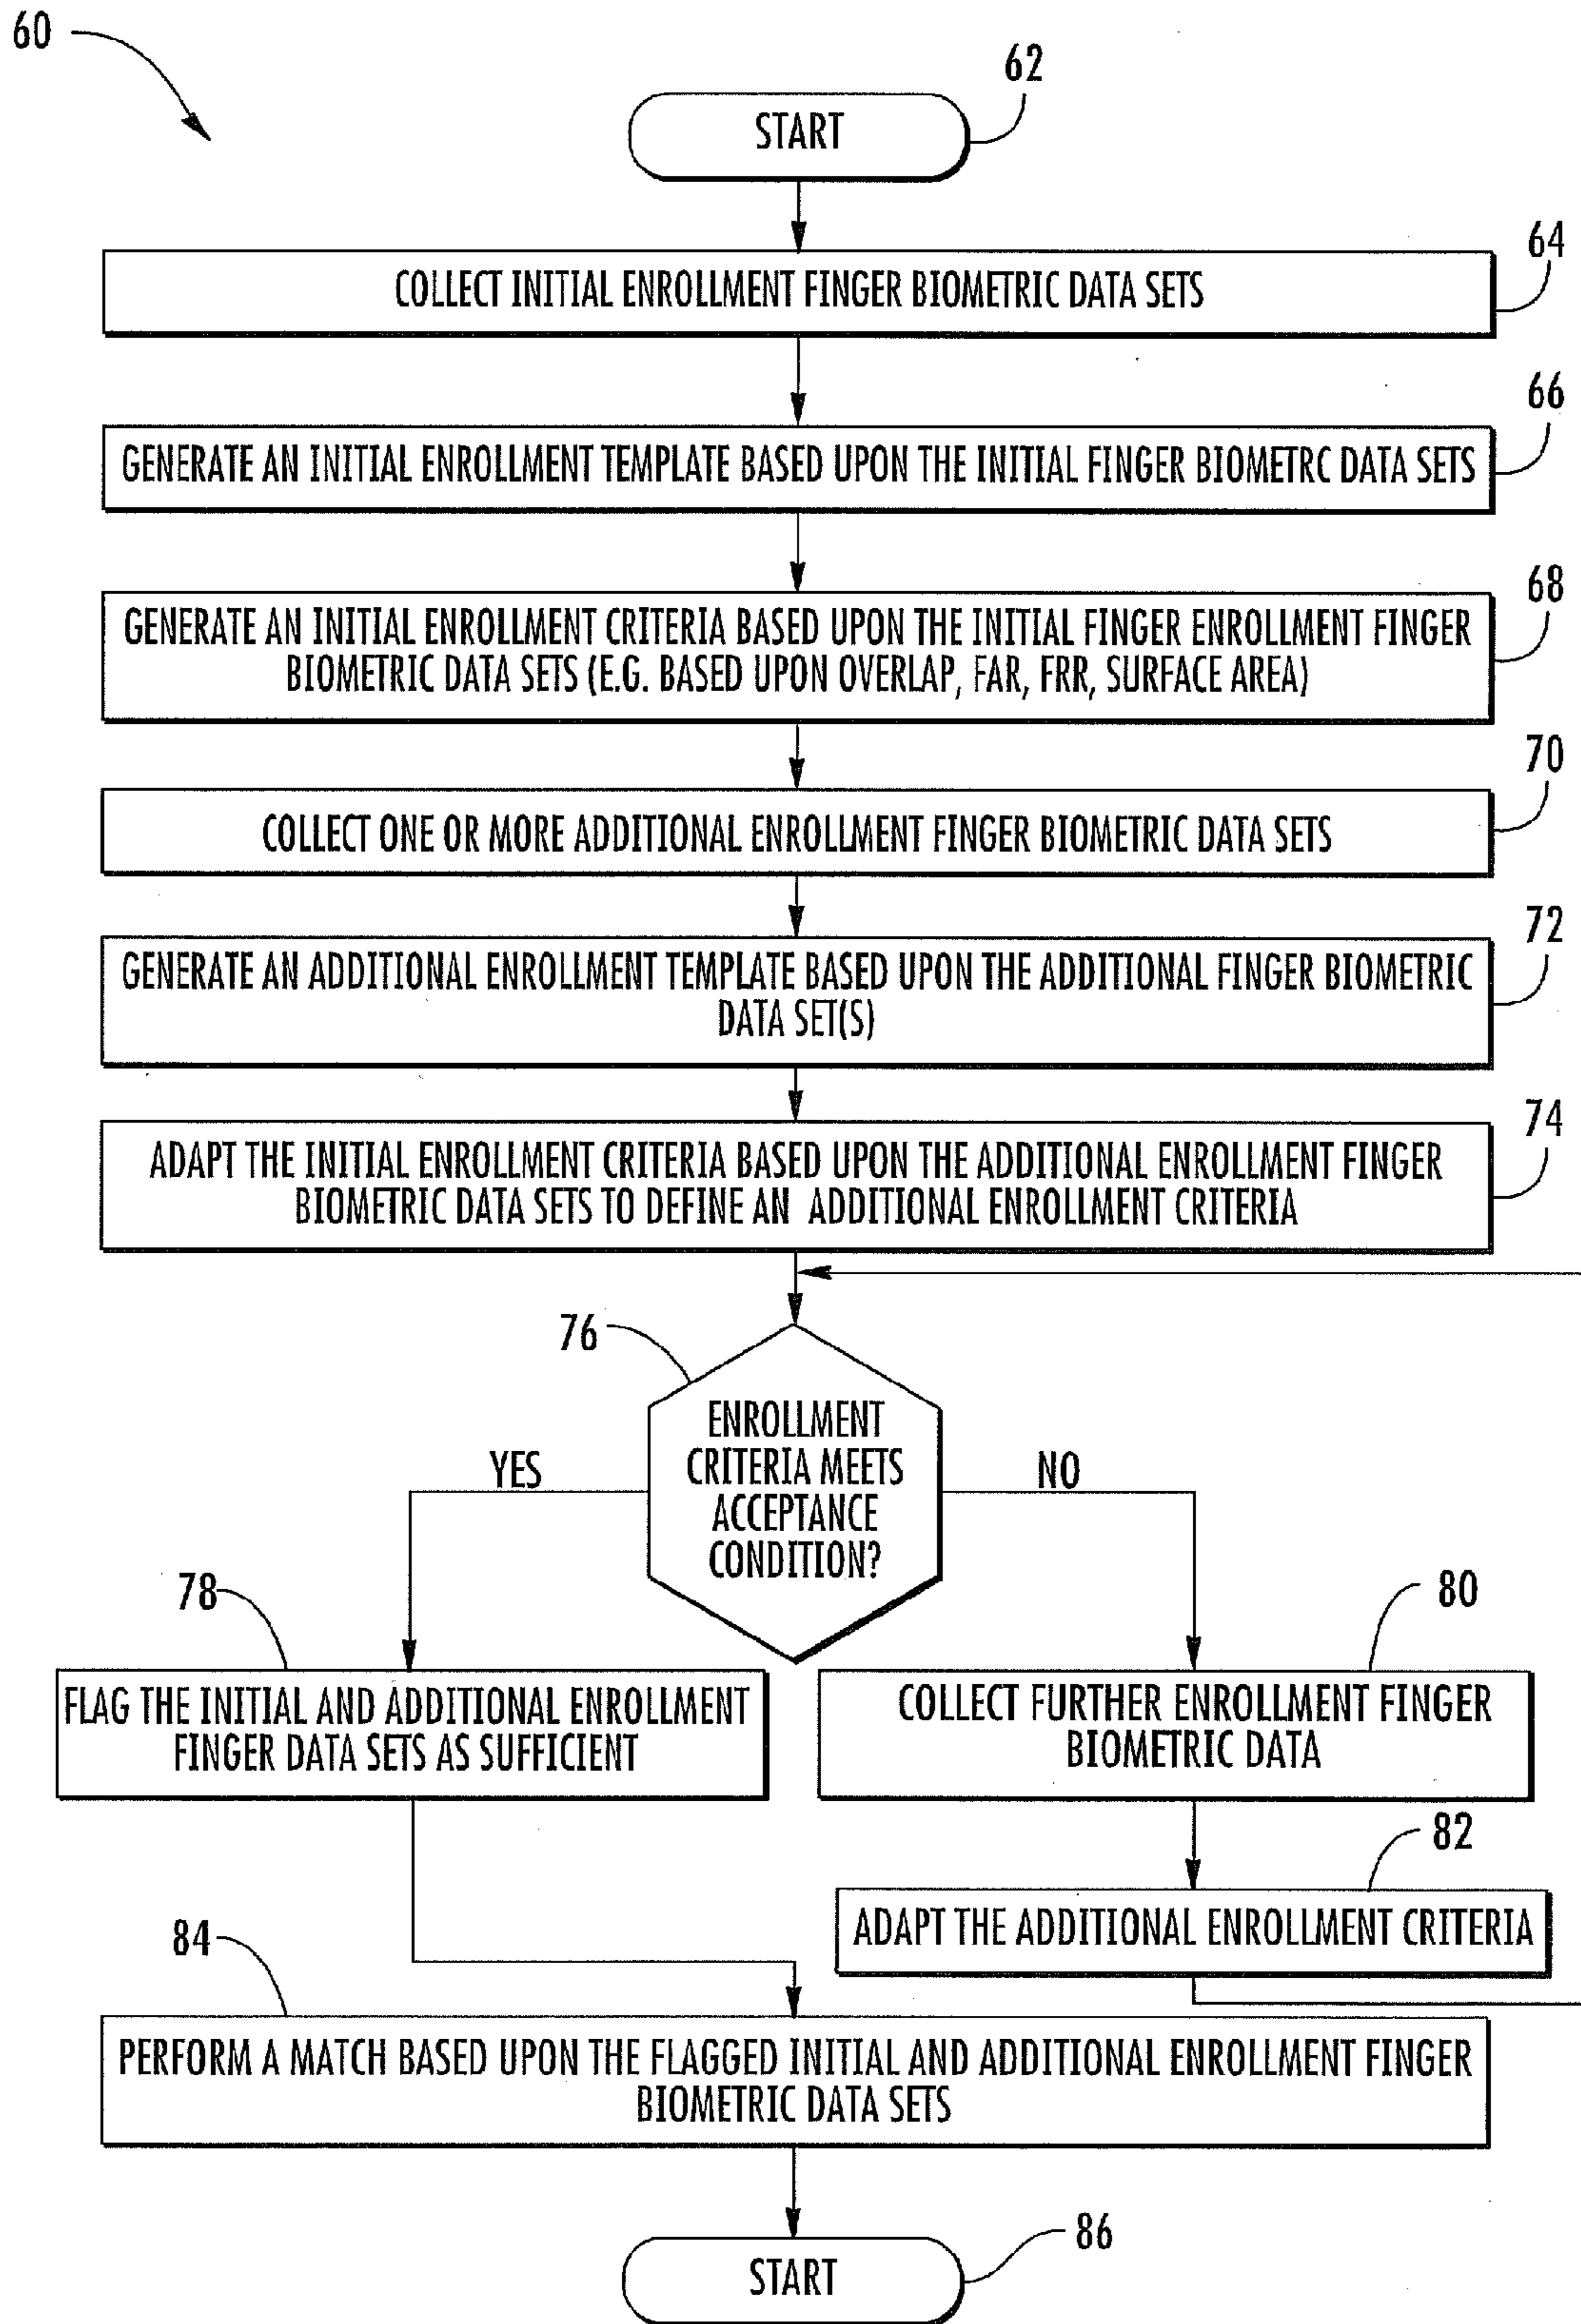 60
62
START
64
COLLECT INITIAL ENROLLMENT FINGER BIOMETRIC DATA SETS
66
GENERATE AN INITIAL ENROLLMENT TEMPLATE BASED UPON THE INITIAL FINGER BIOMETRC DATA SETS
68
GENERATE AN INITIAL ENROLLMENT CRITERIA BASED UPON THE INITIAL FINGER ENROLLMENT FINGER
BIOMETRIC DATA SETS (E.G. BASED UPON OVERLAP, FAR, FRR, SURFACE AREA)
70
COLLECT ONE OR MORE ADDITIONAL ENROLLMENT FINGER BIOMETRIC DATA SETS
72
GENERATE AN ADDITIONAL ENROLLMENT TEMPLATE BASED UPON THE ADDITIONAL FINGER BIOMETRIC
DATA SET(S)
74
ADAPT THE INITIAL ENROLLMENT CRITERIA BASED UPON THE ADDITIONAL ENROLLMENT FINGER
BIOMETRIC DATA SETS TO DEFINE AN ADDITIONAL ENROLLMENT CRITERIA
76
ENROLLMENT
CRITERIA MEETS
ACCEPTANCE
CONDITION?
YES
NO
78
FLAG THE INITIAL AND ADDITIONAL ENROLLMENT
FINGER DATA SETS AS SUFFICIENT
80
COLLECT FURTHER ENROLLMENT FINGER
BIOMETRIC DATA
82
ADAPT THE ADDITIONAL ENROLLMENT CRITERIA
84
PERFORM A MATCH BASED UPON THE FLAGGED INITIAL AND ADDITIONAL ENROLLMENT FINGER
BIOMETRIC DATA SETS
86
START